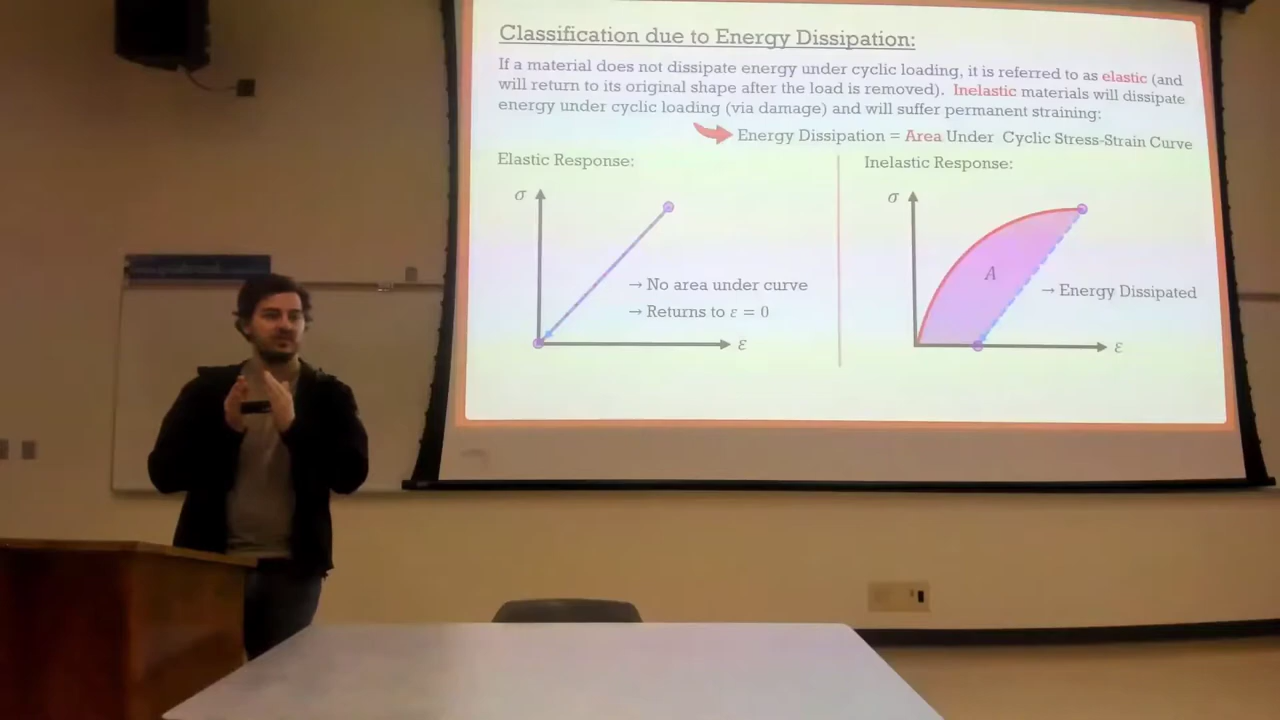 Classification due to Energy Dissipation:
If a material does not dissipate energy under cyclic loading, it is referred to as elastic (and
will return to its original shape after the load is removed). Inelastic materials will dissipate
energy under cyclic loading (via damage) and will suffer permanent straining:
Energy Dissipation = Area Under Cyclic Stress-Strain Curve
Elastic Response:
σ
→ No area under curve
→ Returns to ε = 0
ε
Inelastic Response:
σ
A
→ Energy Dissipated
ε